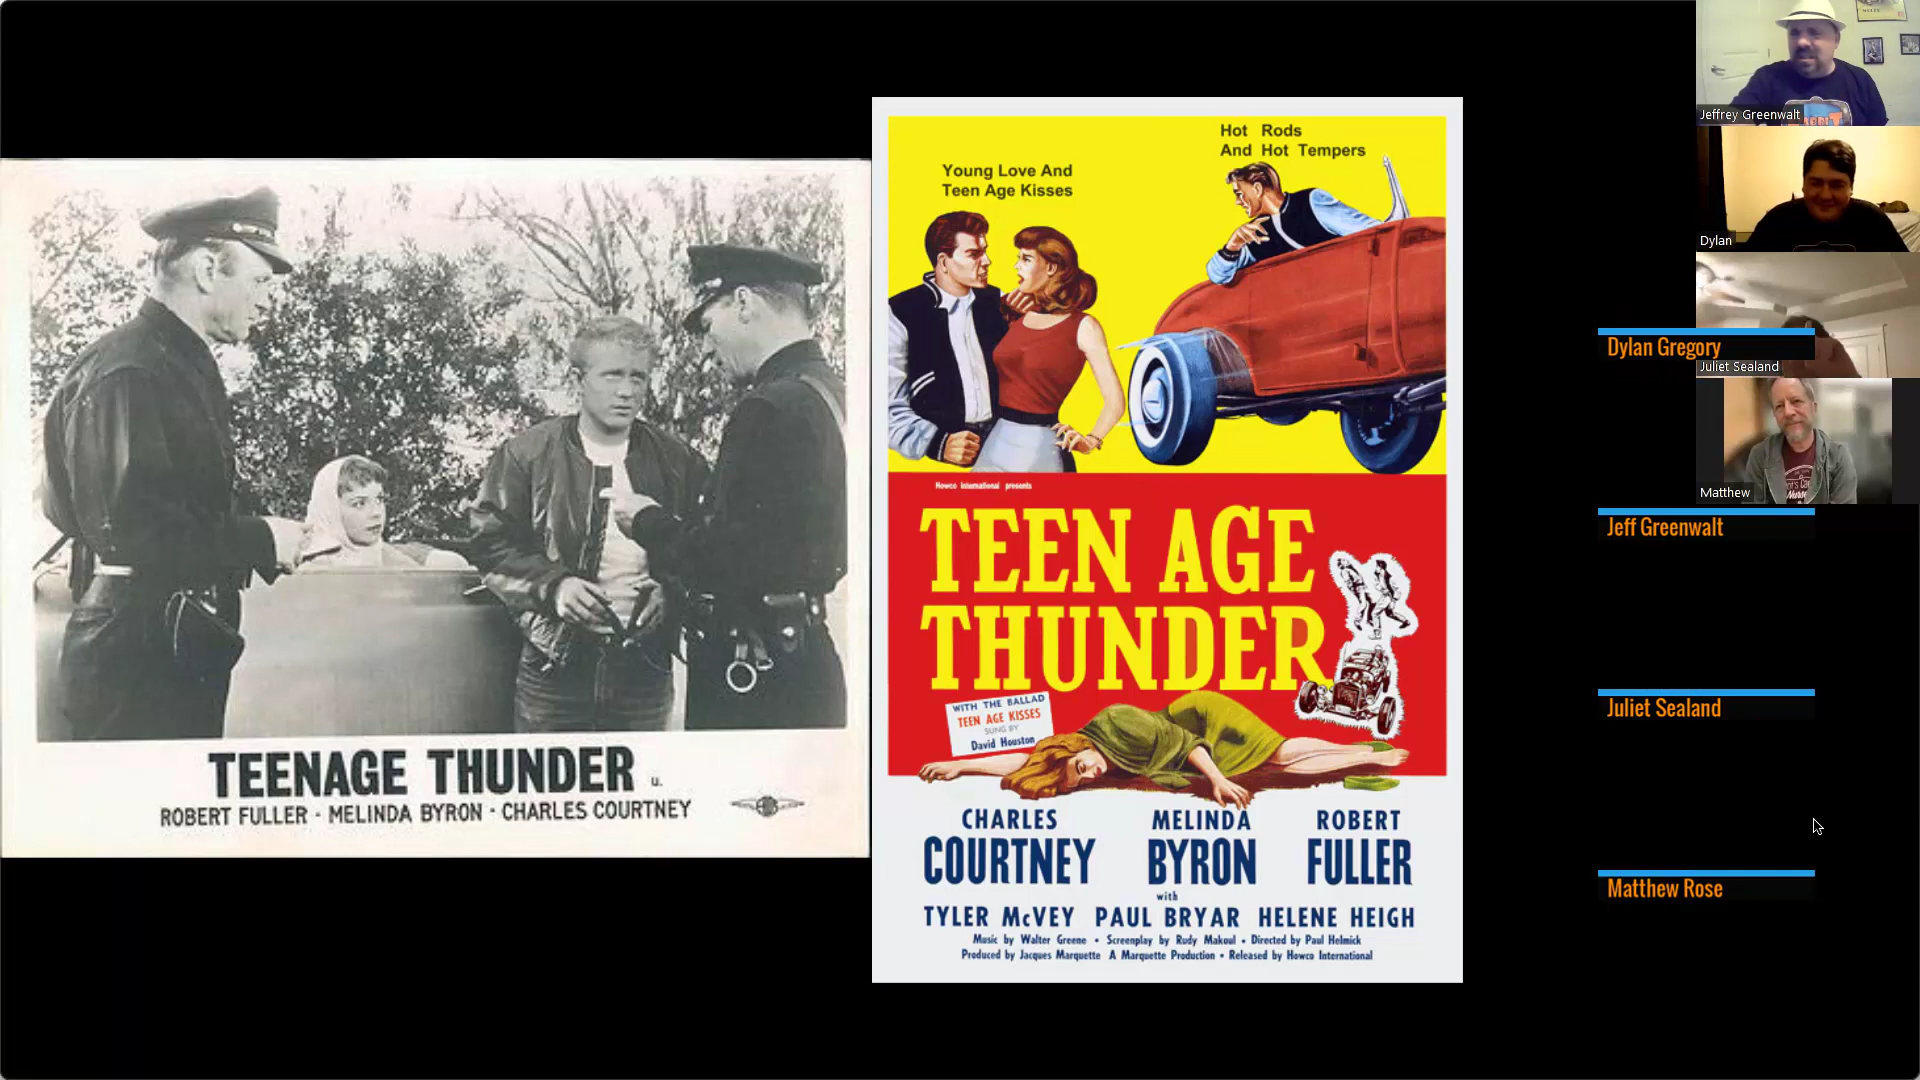 TEENAGE THUNDER
U.
ROBERT FULLER - MELINDA BYRON - CHARLES COURTNEY
Hot Rods
And Hot Tempers
Young Love And
Teen Age Kisses
Howco International presents
TEEN AGE
THUNDER
WITH THE BALLAD
TEEN AGE KISSES
SUNG BY
David Houston
CHARLES MELINDA ROBERT
COURTNEY BYRON FULLER
with
TYLER McVEY PAUL BRYAR HELENE HEIGH
Music by Walter Greene • Screenplay by Rudy Makoul • Directed by Paul Helmick
Produced by Jacques Marquette A Marquette Production • Released by Howco International
Jeffrey Greenwalt
Dylan
Dylan Gregory
Juliet Sealand
Matthew
Jeff Greenwalt
Juliet Sealand
Matthew Rose